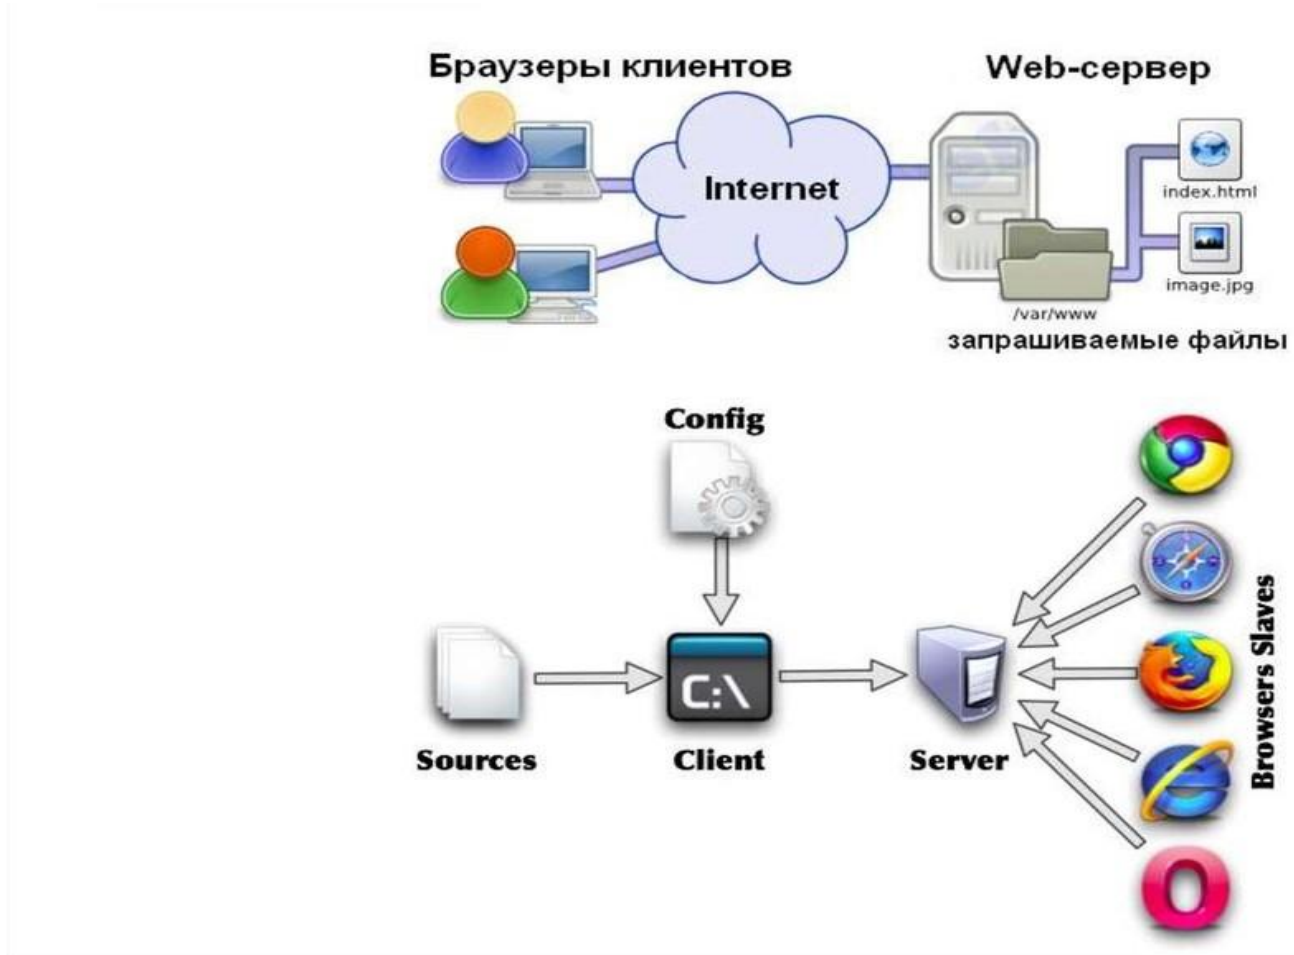 Браузеры клиентов
Web-сервер
Internet
index.html
image.jpg
/var/www
запрашиваемые файлы
Config
C:\
Sources
Client
Server
Browsers Slaves